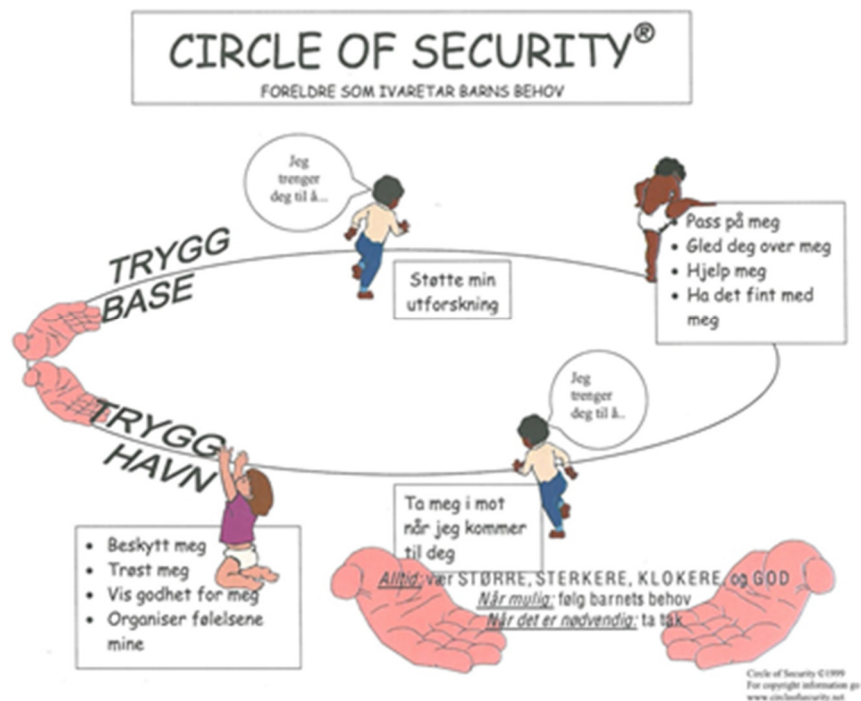 CIRCLE OF SECURITY®
FORELDRE SOM IVARETAR BARNS BEHOV
Jeg
trenger
deg til å...
TRYGG
BASE
Støtte min
utforskning
• Pass på meg
• Gled deg over meg
• Hjelp meg
• Ha det fint med
meg
Jeg
trenger
deg til å..
TRYGG
HAVN
• Beskytt meg
• Trøst meg
• Vis godhet for meg
• Organiser følelsene
mine
Ta meg i mot
når jeg kommer
til deg
Alltid: vær STØRRE, STERKERE, KLOKERE, og GOD
Når mulig: følg barnets behov
Når det er nødvendig: ta tak
Circle of Security ©1999
For copyright information go
www.circleofsecurity.net